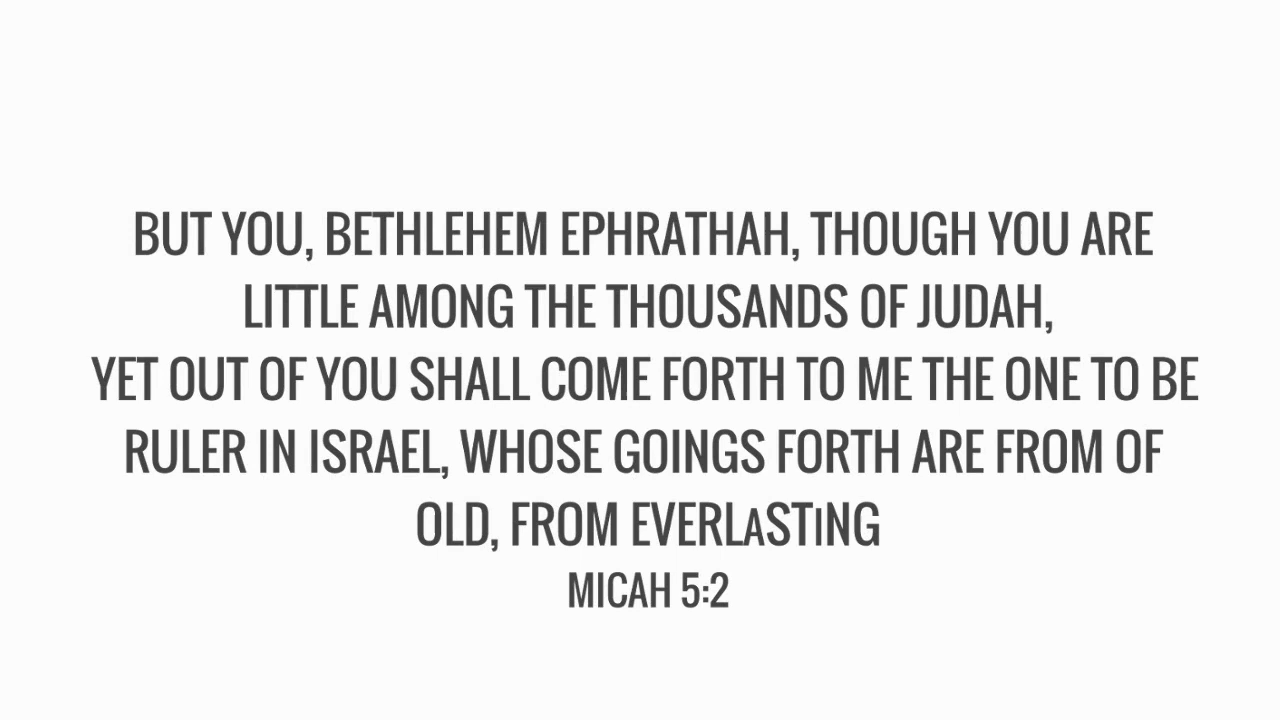 BUT YOU, BETHLEHEM EPHRATHAH, THOUGH YOU ARE
LITTLE AMONG THE THOUSANDS OF JUDAH,
YET OUT OF YOU SHALL COME FORTH TO ME THE ONE TO BE
RULER IN ISRAEL, WHOSE GOINGS FORTH ARE FROM OF
OLD, FROM EVERLASTING
MICAH 5:2